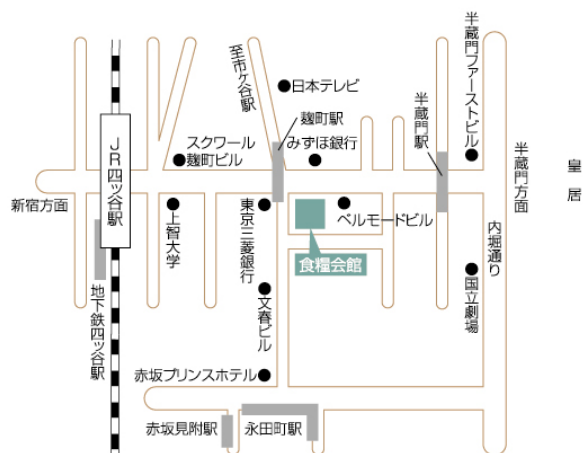 至市ケ谷駅
日本テレビ
半蔵門ファーストビル
麹町駅
半蔵門駅
みずほ銀行
スクワール
麹町ビル
JR四ッ谷駅
半蔵門方面
皇居
新宿方面
上智大学
東京三菱銀行
ベルモードビル
内堀通り
食糧会館
地下鉄四ッ谷駅
文春ビル
国立劇場
赤坂プリンスホテル
赤坂見附駅
永田町駅